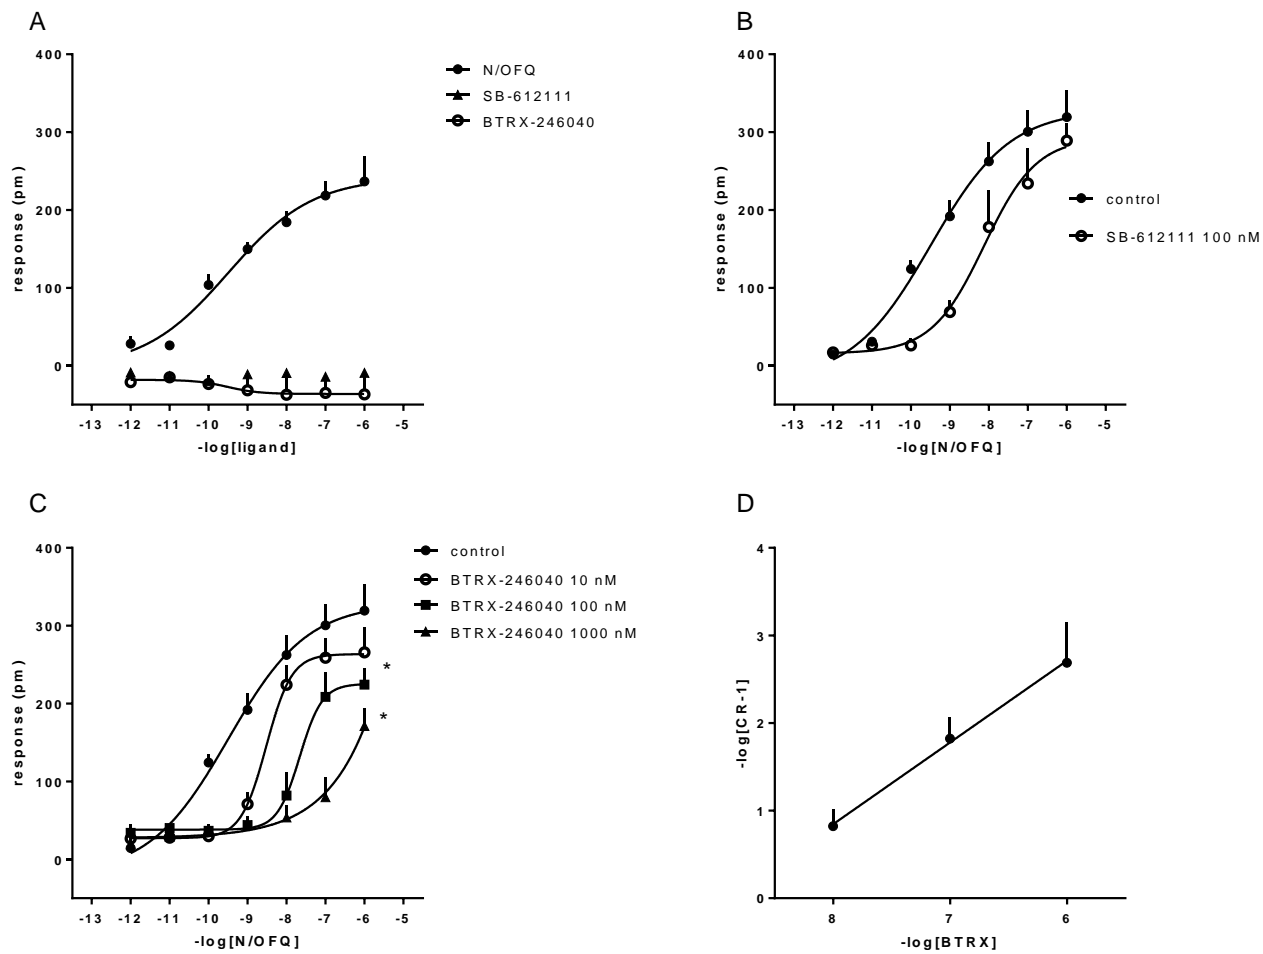 A
400
300
200
100
0
response (pm)
-13 -12 -11 -10 -9 -8 -7 -6 -5
-log[ligand]
N/OFQ
SB-612111
BTRX-246040
B
400
300
200
100
0
response (pm)
-13 -12 -11 -10 -9 -8 -7 -6 -5
-log[N/OFQ]
control
SB-612111 100 nM
C
400
300
200
100
0
response (pm)
-13 -12 -11 -10 -9 -8 -7 -6 -5
-log[N/OFQ]
control
BTRX-246040 10 nM
BTRX-246040 100 nM
BTRX-246040 1000 nM
*
*
D
4
3
2
1
0
-log[CR-1]
8 7 6
-log[BTRX]